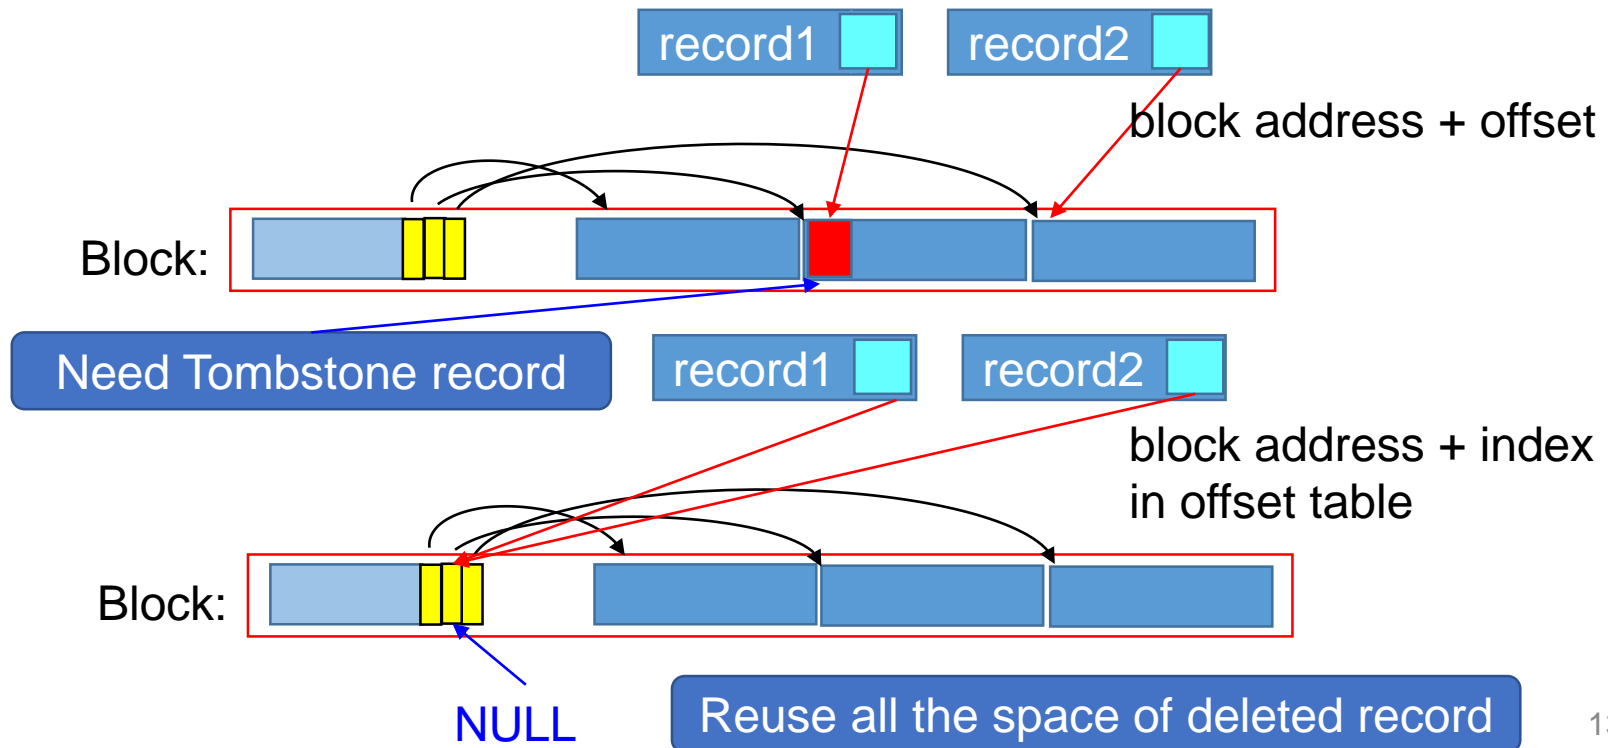 record1
record2
block address + offset
Block:
Need Tombstone record
record1
record2
block address + index
in offset table
Block:
NULL
Reuse all the space of deleted record